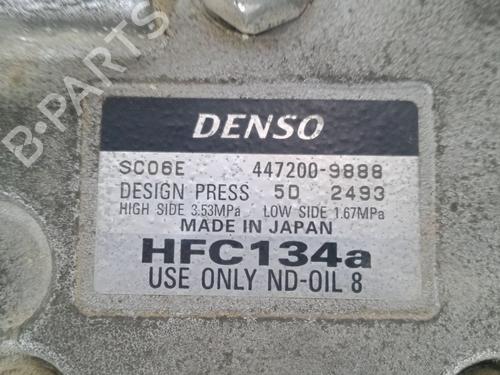 B-PARTS
DENSO
SC06E 447200-9888
DESIGN PRESS 5D 2493
HIGH SIDE 3.53MPa LOW SIDE 1.67MPa
MADE IN JAPAN
HFC134a
USE ONLY ND-OIL 8